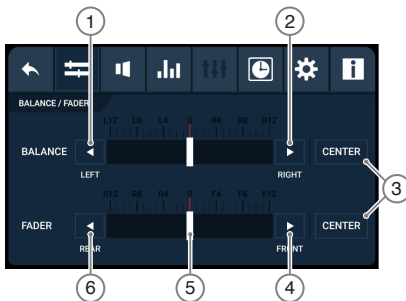 1 2
BALANCE / FADER
L12 L8 L4 0 R4 R8 R12
BALANCE CENTER
LEFT RIGHT
3
R12 R8 R4 0 F4 F8 F12
FADER CENTER
REAR FRONT
6 5 4